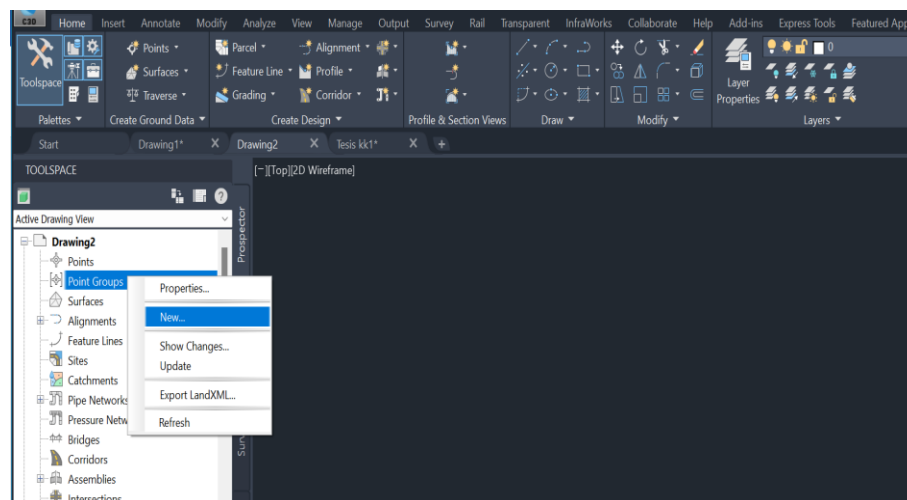 C3D Home Insert Annotate Modify Analyze View Manage Output Survey Rail Transparent InfraWorks Collaborate Help Add-ins Express Tools Featured App
Points Parcel Alignment 0
Toolspace Surfaces Feature Line Profile Layer Properties
Traverse Grading Corridor
Palettes Create Ground Data Create Design Profile & Section Views Draw Modify Layers
Start Drawing1* Drawing2 Tesis kk1*
TOOLSPACE
[−][Top][2D Wireframe]
Active Drawing View
Prospector
Drawing2
Points
Point Groups
Surfaces
Alignments
Feature Lines
Sites
Catchments
Pipe Networks
Pressure Netw
Bridges
Corridors
Assemblies
Intersections
Properties...
New...
Show Changes...
Update
Export LandXML...
Refresh